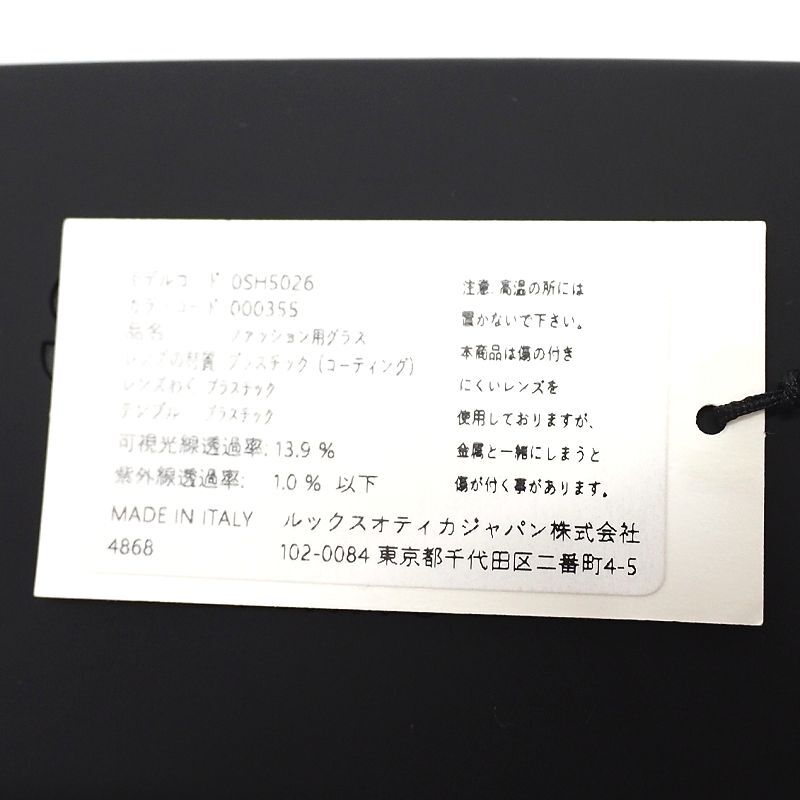 モデルコード 0SH5026
カラーコード 000355
品名 ファッション用グラス
レンズの材質 プラスチック (コーティング)
レンズわく プラスチック
テンプル プラスチック
可視光線透過率: 13.9 %
紫外線透過率: 1.0 % 以下
注意:高温の所には
置かないで下さい。
本商品は傷の付き
にくいレンズを
使用しておりますが、
金属と一緒にしまうと
傷が付く事があります。
MADE IN ITALY ルックスオティカジャパン株式会社
4868 102-0084 東京都千代田区二番町4-5